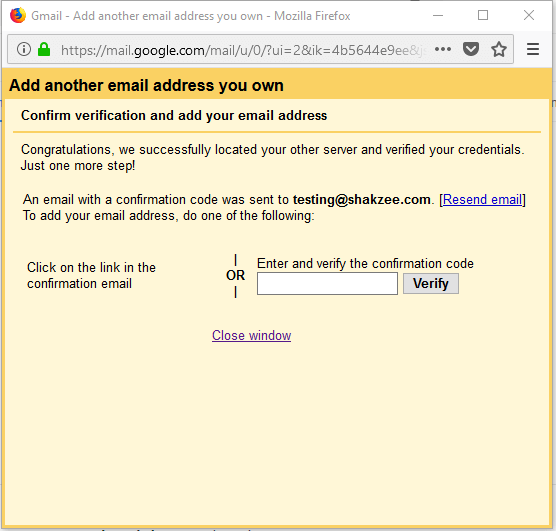 Gmail - Add another email address you own - Mozilla Firefox
https://mail.google.com/mail/u/0/?ui=2&ik=4b5644e9ee&
Add another email address you own
Confirm verification and add your email address
Congratulations, we successfully located your other server and verified your credentials.
Just one more step!
An email with a confirmation code was sent to testing@shakzee.com. [Resend email]
To add your email address, do one of the following:
Click on the link in the
confirmation email
|
OR
|
Enter and verify the confirmation code
Verify
Close window